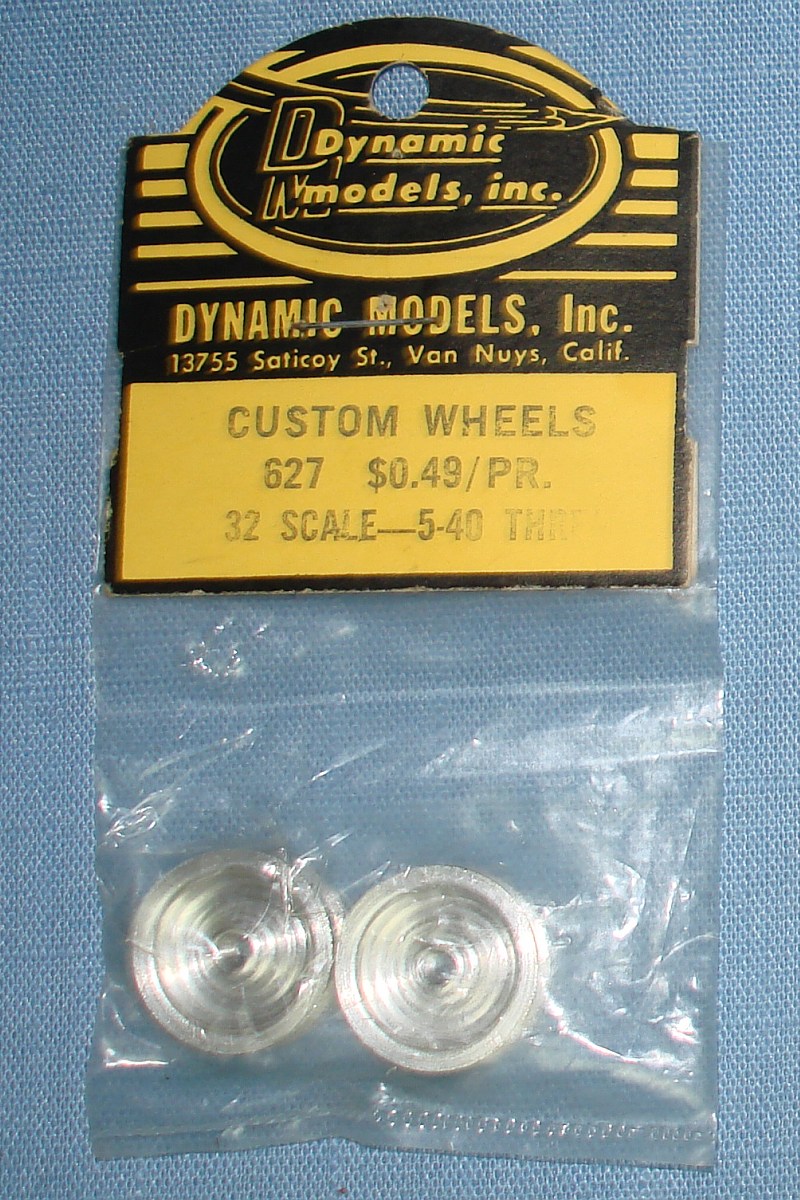 Dynamic
models, inc.
DYNAMIC MODELS, Inc.
13755 Saticoy St., Van Nuys, Calif.
CUSTOM WHEELS
627 $0.49/PR.
32 SCALE—5-40